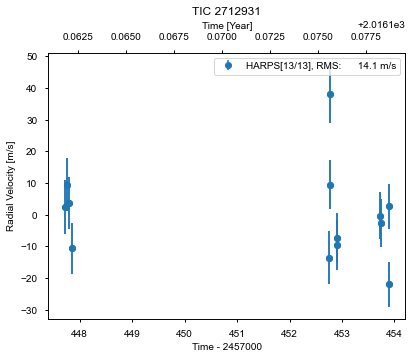 TIC 2712931
Time [Year]
+2.0161e3
0.0625 0.0650 0.0675 0.0700 0.0725 0.0750 0.0775
HARPS[13/13], RMS: 14.1 m/s
Radial Velocity [m/s]
50
40
30
20
10
0
−10
−20
−30
448 449 450 451 452 453 454
Time - 2457000